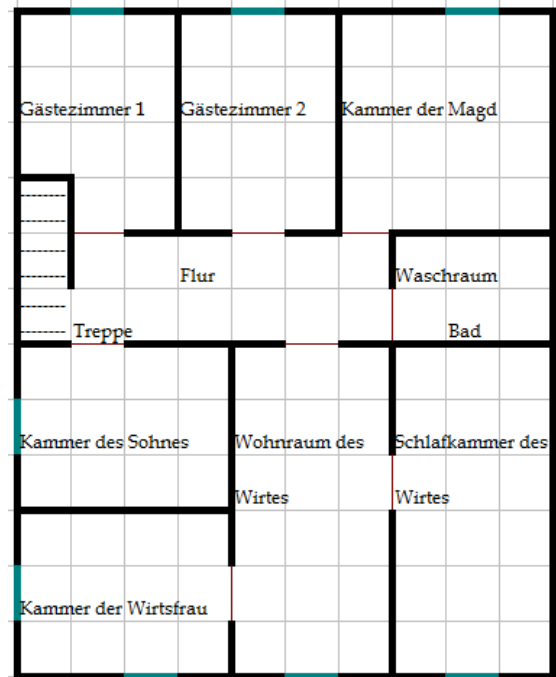 Gästezimmer 1 Gästezimmer 2 Kammer der Magd
Flur Waschraum
Treppe Bad
Kammer des Sohnes Wohnraum des Schlafkammer des
Wirtes Wirtes
Kammer der Wirtsfrau